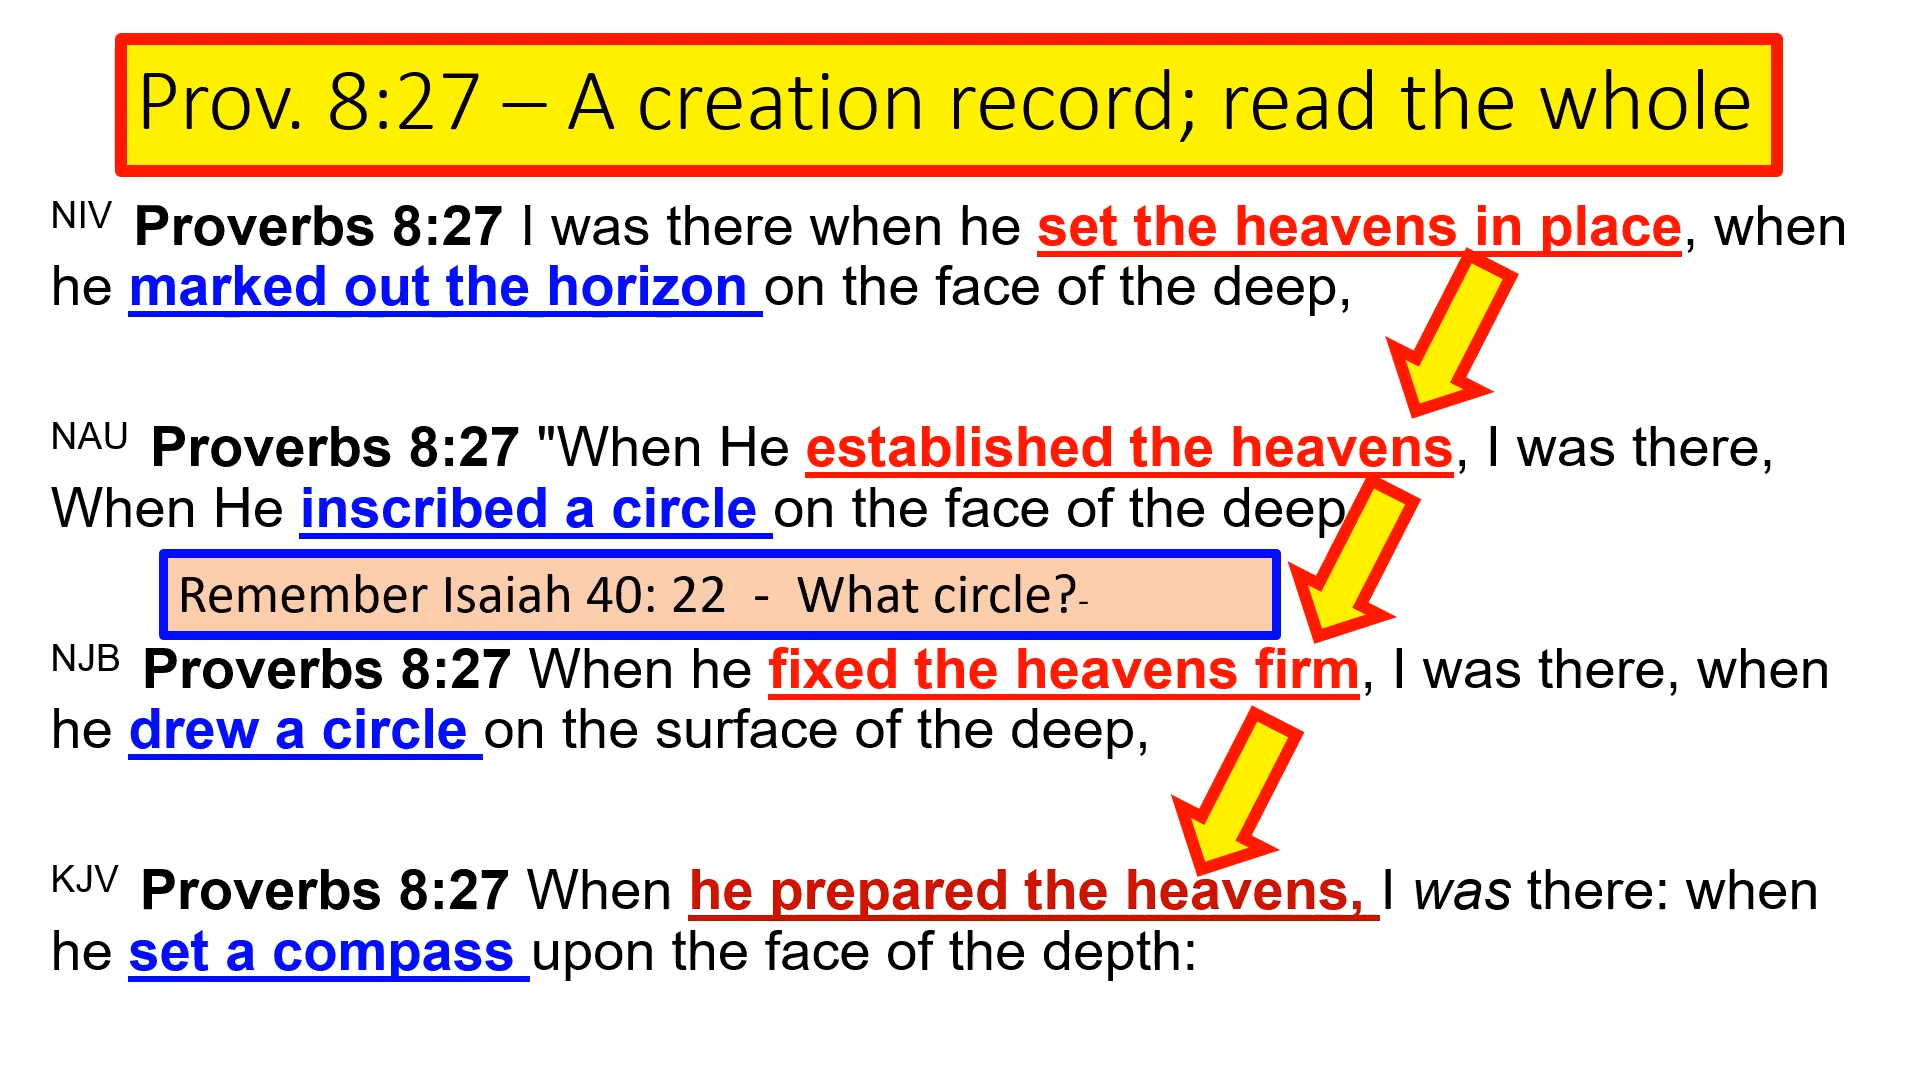 Prov. 8:27 – A creation record; read the whole
NIV Proverbs 8:27 I was there when he set the heavens in place, when
he marked out the horizon on the face of the deep,
NAU Proverbs 8:27 "When He established the heavens, I was there,
When He inscribed a circle on the face of the deep
Remember Isaiah 40: 22 - What circle?-
NJB Proverbs 8:27 When he fixed the heavens firm, I was there, when
he drew a circle on the surface of the deep,
KJV Proverbs 8:27 When he prepared the heavens, I was there: when
he set a compass upon the face of the depth: